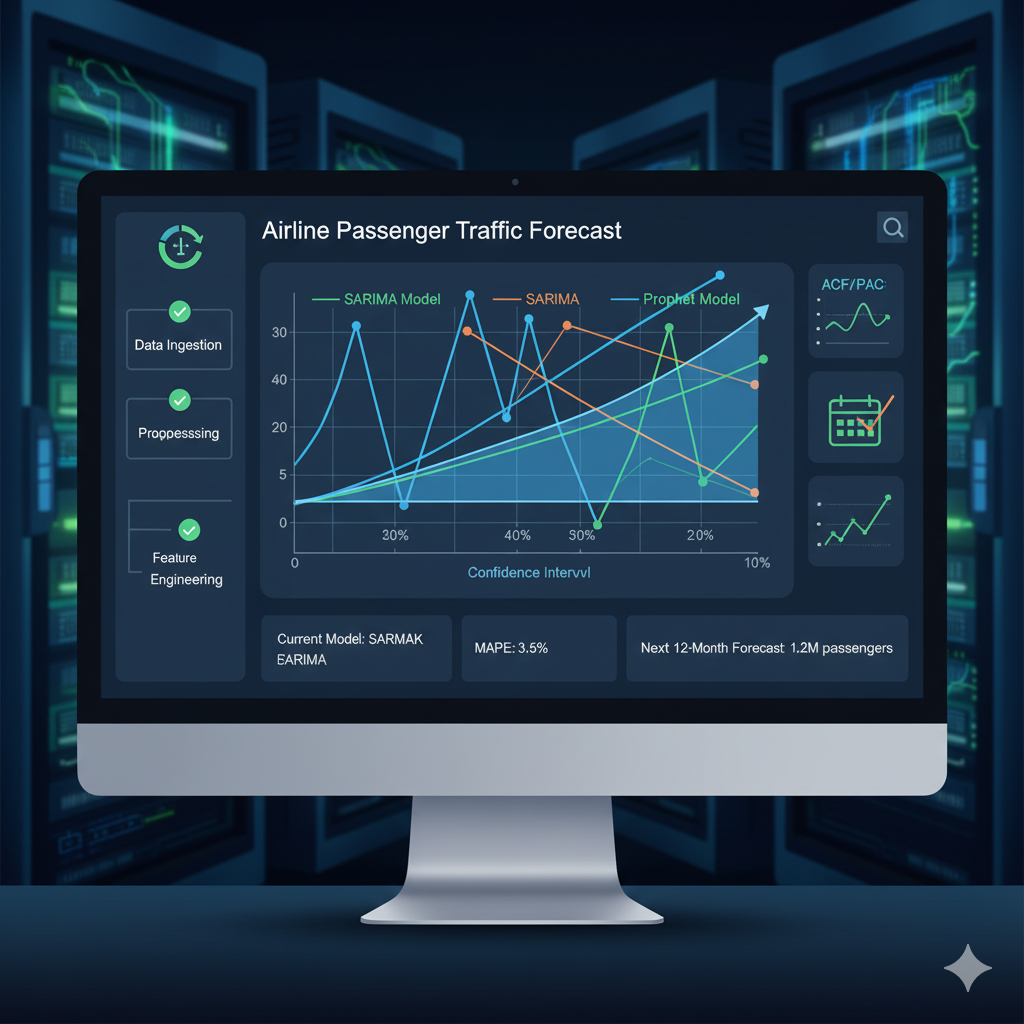 Airline Passenger Traffic Forecast
Data Ingestion
Proopesssing
Feature
Engineering
SARIMA Model
SARIMA
Prophet Model
30
40
20
5
0
30%
40%
30%
20%
0
10%
Confidence Intervvl
ACF/PAC:
Current Model: SARMAK
EARIMA
MAPE: 3.5%
Next 12-Month Forecast 1.2M passengers